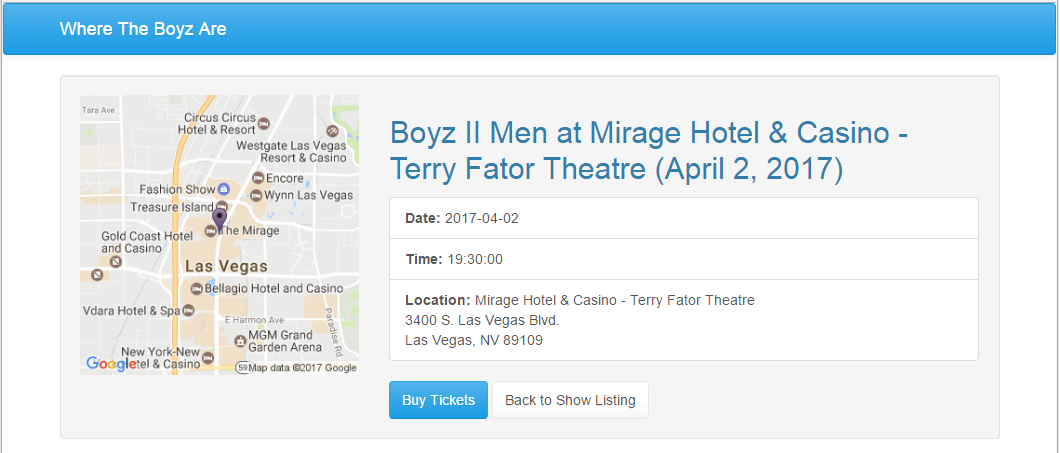 Where The Boyz Are
Tara Ave
Circus Circus
Hotel & Resort
Westgate Las Vegas
Resort & Casino
Encore
Fashion Show
Wynn Las Vegas
Treasure Island
The Mirage
Gold Coast Hotel
and Casino
Las Vegas
Bellagio Hotel and Casino
Vdara Hotel & Spa
E Harmon Ave
Paradise Rd
MGM Grand
Garden Arena
New York-New
Google
tel & Casino
599
Map data ©2017 Google
Boyz II Men at Mirage Hotel & Casino -
Terry Fator Theatre (April 2, 2017)
Date: 2017-04-02
Time: 19:30:00
Location: Mirage Hotel & Casino - Terry Fator Theatre
3400 S. Las Vegas Blvd.
Las Vegas, NV 89109
Buy Tickets
Back to Show Listing